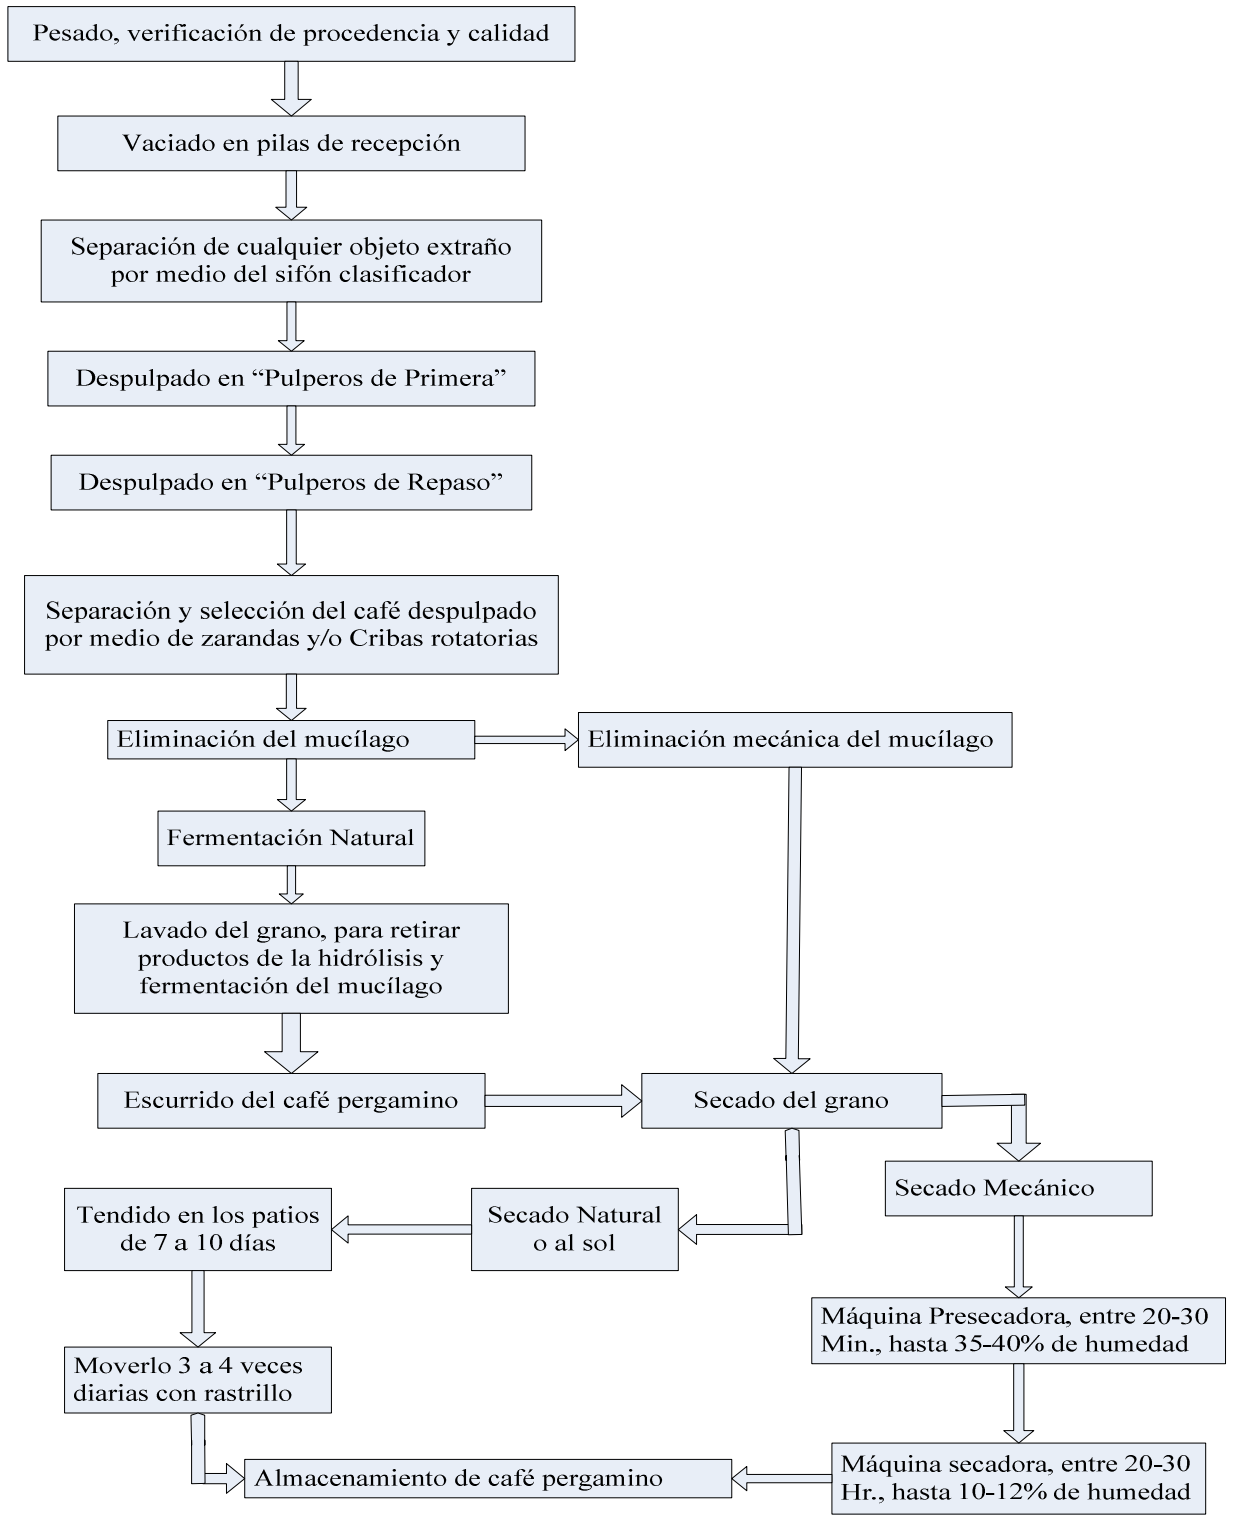 Pesado, verificación de procedencia y calidad
Vaciado en pilas de recepción
Separación de cualquier objeto extraño
por medio del sifón clasificador
Despulpado en “Pulperos de Primera”
Despulpado en “Pulperos de Repaso”
Separación y selección del café despulpado
por medio de zarandas y/o Cribas rotatorias
Eliminación del mucílago
Eliminación mecánica del mucílago
Fermentación Natural
Lavado del grano, para retirar
productos de la hidrólisis y
fermentación del mucílago
Escurrido del café pergamino
Secado del grano
Secado Mecánico
Secado Natural
o al sol
Tendido en los patios
de 7 a 10 días
Máquina Presecadora, entre 20-30
Min., hasta 35-40% de humedad
Moverlo 3 a 4 veces
diarias con rastrillo
Máquina secadora, entre 20-30
Hr., hasta 10-12% de humedad
Almacenamiento de café pergamino